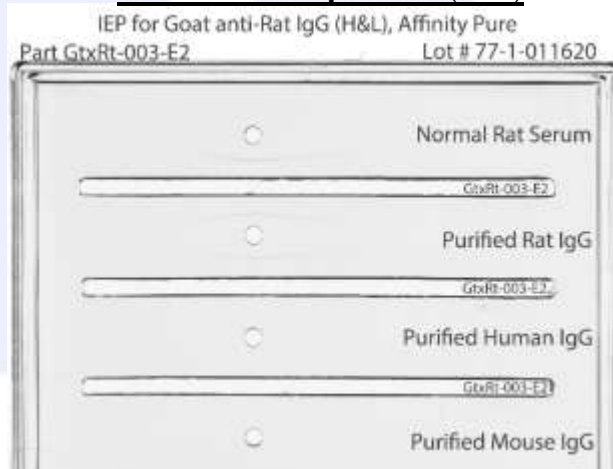 IEP for Goat anti-Rat IgG (H&L), Affinity Pure
Part GtxRt-003-E2 Lot # 77-1-011620
Normal Rat Serum
GtxRt-003-E2
Purified Rat IgG
GtxRt-003-E2
Purified Human IgG
GtxRt-003-E2
Purified Mouse IgG